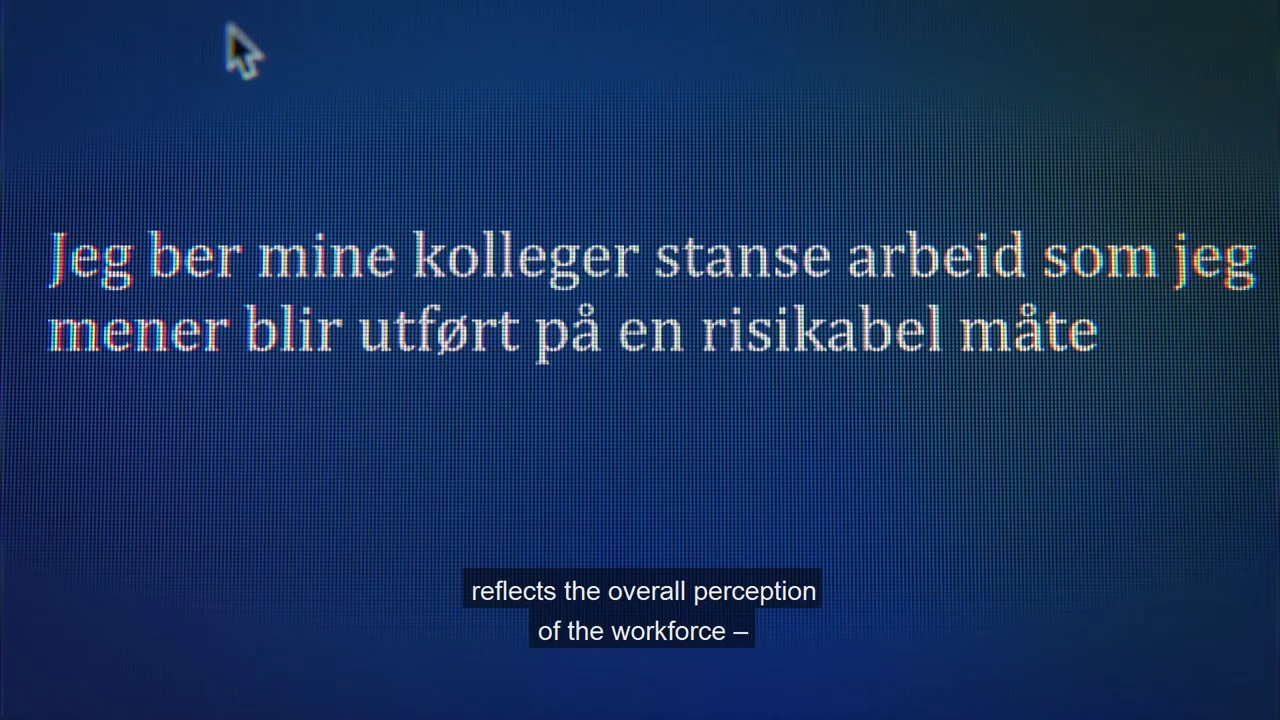 Jeg ber mine kolleger stanse arbeid som jeg
mener blir utført på en risikabel måte
reflects the overall perception
of the workforce –